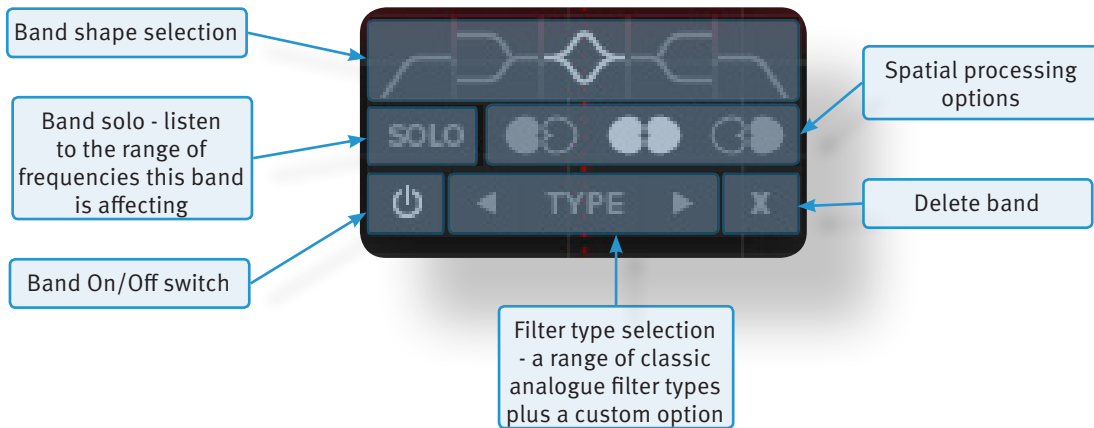 Band shape selection
Band solo - listen
to the range of
frequencies this band
is affecting
Band On/Off switch
SOLO
TYPE
X
Spatial processing
options
Delete band
Filter type selection
- a range of classic
analogue filter types
plus a custom option